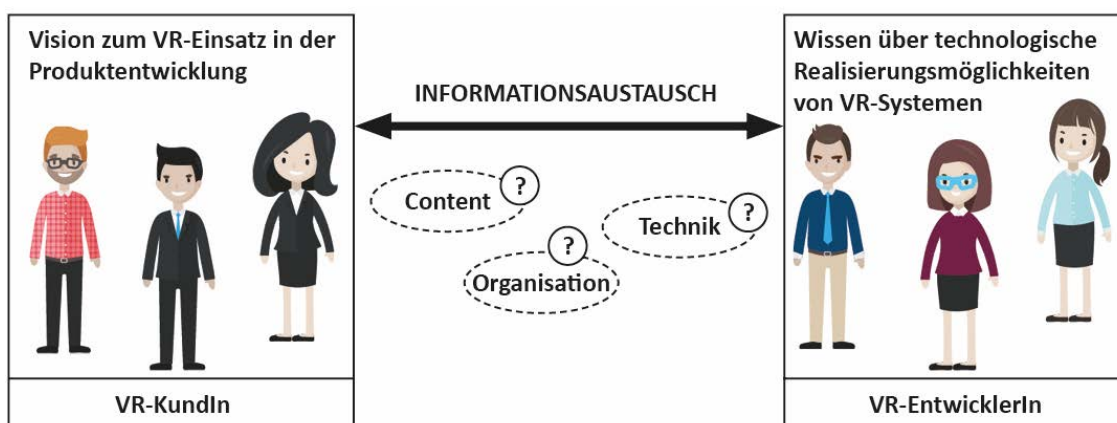 Vision zum VR-Einsatz in der
Produktentwicklung
VR-KundIn
INFORMATIONSAUSTAUSCH
Content
?
Organisation
?
Technik
?
Wissen über technologische
Realisierungsmöglichkeiten
von VR-Systemen
VR-EntwicklerIn